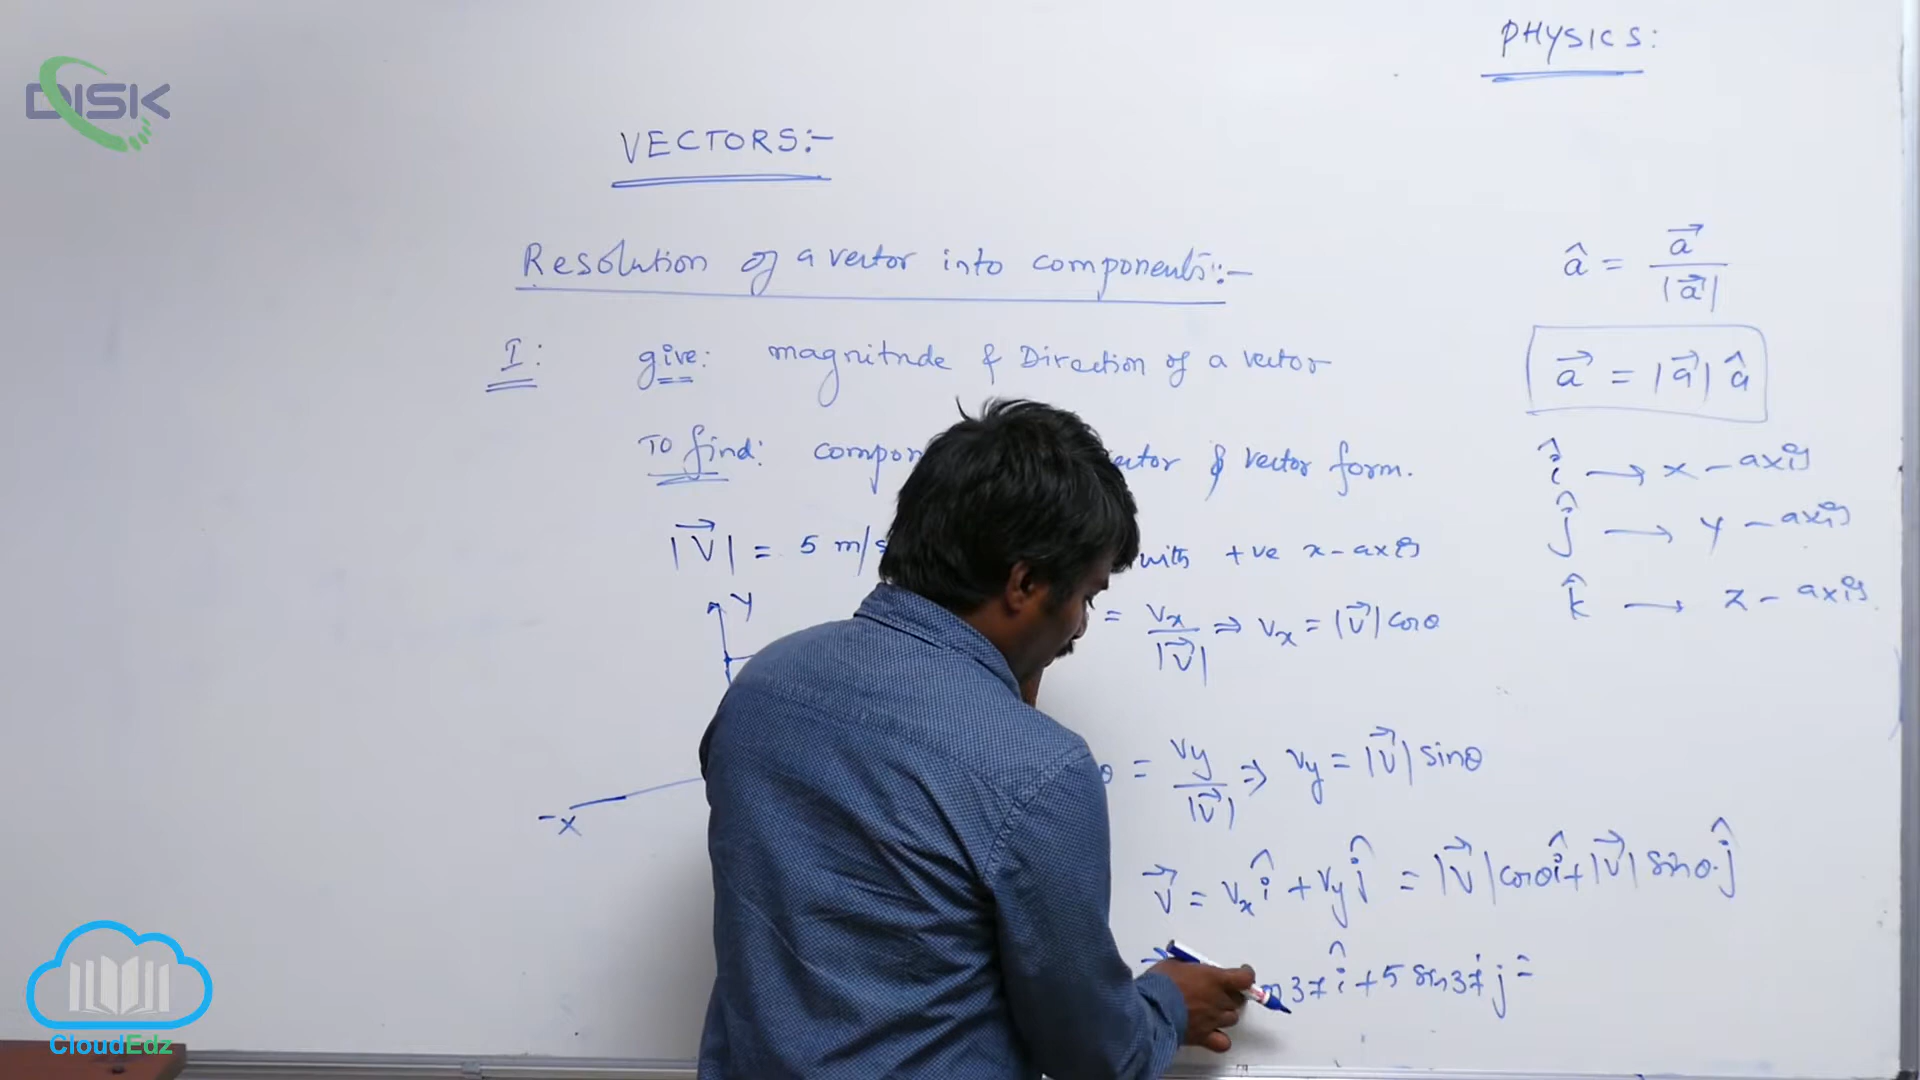 PHYSICS:
DISK
VECTORS:-
Resolution of a vector into components:-
I: give: magnitude & Direction of a vector
To find: vector & vector form.
|V⃗| = 5 m/s with +ve x-axis
Y
= Vx/|V⃗| ⇒ Vx = |V⃗| cosθ
θ = Vy/|V⃗| ⇒ Vy = |V⃗| sinθ
-X
V⃗ = Vx î + Vy ĵ = |V⃗| cosθ î + |V⃗| sinθ. ĵ
37 î + 5 sin 37 ĵ =
â = a⃗/|a⃗|
a⃗ = |a⃗| â
î → x-axis
ĵ → y-axis
k̂ → z-axis
CloudEdz